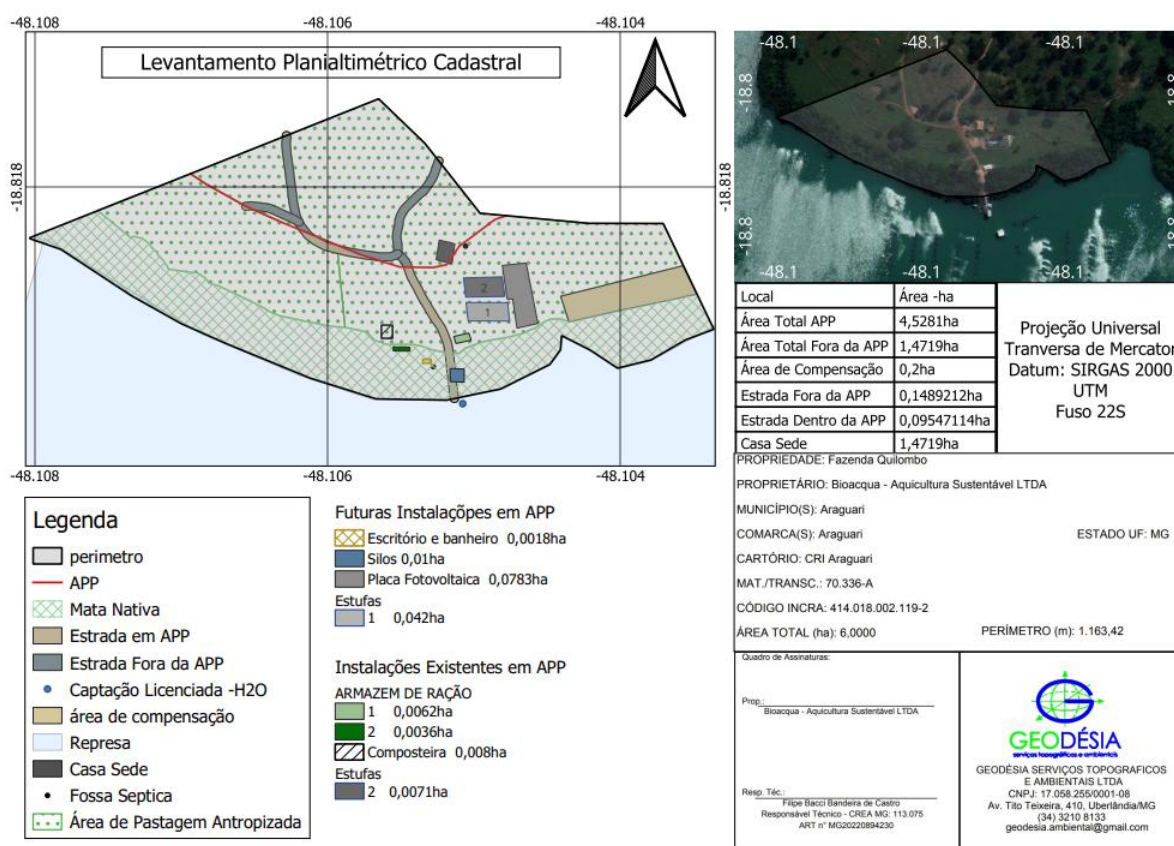 -48.108
-48.106
-48.104
Levantamento Planialtimétrico Cadastral
-18.818
-18.818
2
1
-48.108
-48.106
-48.104
-48.1
-48.1
-48.1
-18.8
-18.8
-18.8
-18.8
-48.1
-48.1
-48.1
Local Área -ha
Área Total APP 4,5281ha
Área Total Fora da APP 1,4719ha
Área de Compensação 0,2ha
Estrada Fora da APP 0,1489212ha
Estrada Dentro da APP 0,09547114ha
Casa Sede 1,4719ha
Projeção Universal
Tranversa de Mercator
Datum: SIRGAS 2000
UTM
Fuso 22S
PROPRIEDADE: Fazenda Quilombo
PROPRIETÁRIO: Bioacqua - Aquicultura Sustentável LTDA
MUNICÍPIO(S): Araguari
COMARCA(S): Araguari ESTADO UF: MG
CARTÓRIO: CRI Araguari
MAT./TRANSC.: 70.336-A
CÓDIGO INCRA: 414.018.002.119-2
ÁREA TOTAL (ha): 6,0000 PERÍMETRO (m): 1.163,42
Legenda
perimetro
APP
Mata Nativa
Estrada em APP
Estrada Fora da APP
Captação Licenciada -H2O
área de compensação
Represa
Casa Sede
Fossa Septica
Área de Pastagem Antropizada
Futuras Instalaçõpes em APP
Escritório e banheiro 0,0018ha
Silos 0,01ha
Placa Fotovoltaica 0,0783ha
Estufas
1 0,042ha
Instalações Existentes em APP
ARMAZEM DE RAÇÃO
1 0,0062ha
2 0,0036ha
Composteira 0,008ha
Estufas
2 0,0071ha
Quadro de Assinaturas:
Prop.:
Bioacqua - Aquicultura Sustentável LTDA
Resp. Téc.:
Filipe Bacci Bandeira de Castro
Responsável Técnico - CREA MG: 113.075
ART n° MG20220894230
GEODÉSIA
serviços topográficos e ambientais
GEODÉSIA SERVIÇOS TOPOGRAFICOS
E AMBIENTAIS LTDA
CNPJ: 17.058.255/0001-08
Av. Tito Teixeira, 410, Uberlândia/MG
(34) 3210 8133
geodesia.ambiental@gmail.com